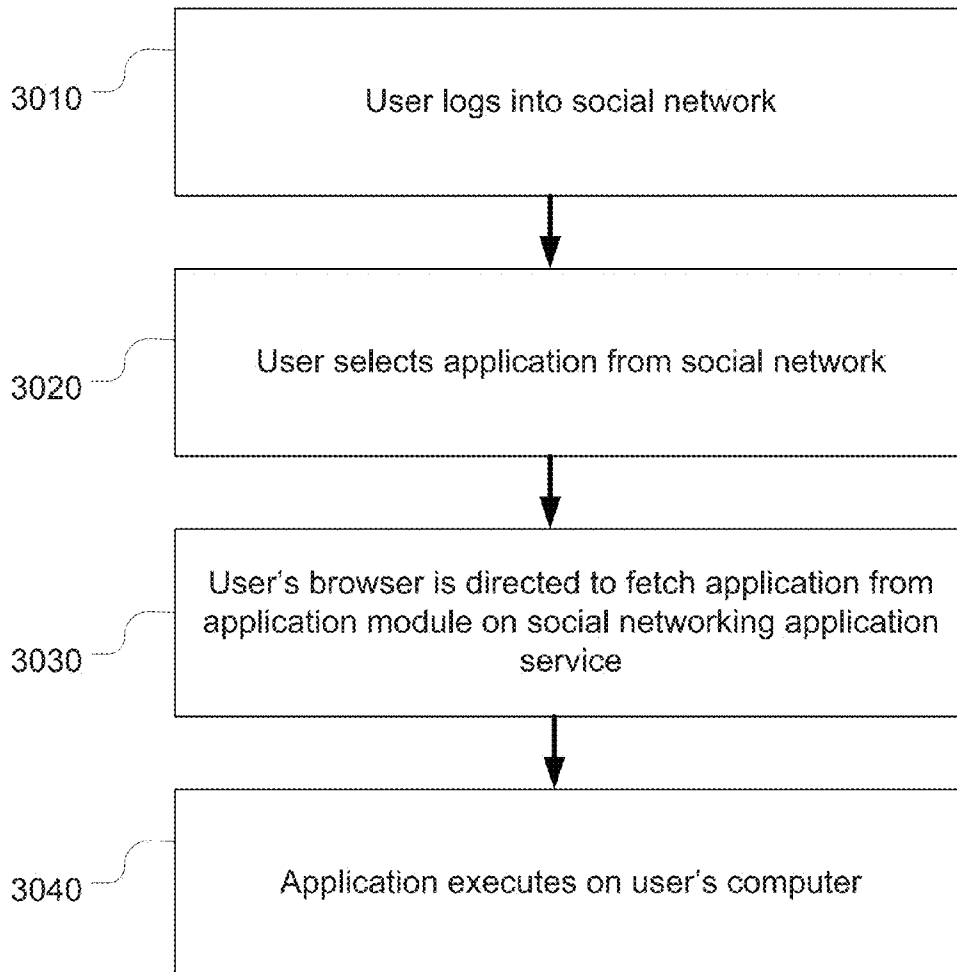 3010
User logs into social network
3020
User selects application from social network
3030
User's browser is directed to fetch application from
application module on social networking application
service
3040
Application executes on user's computer